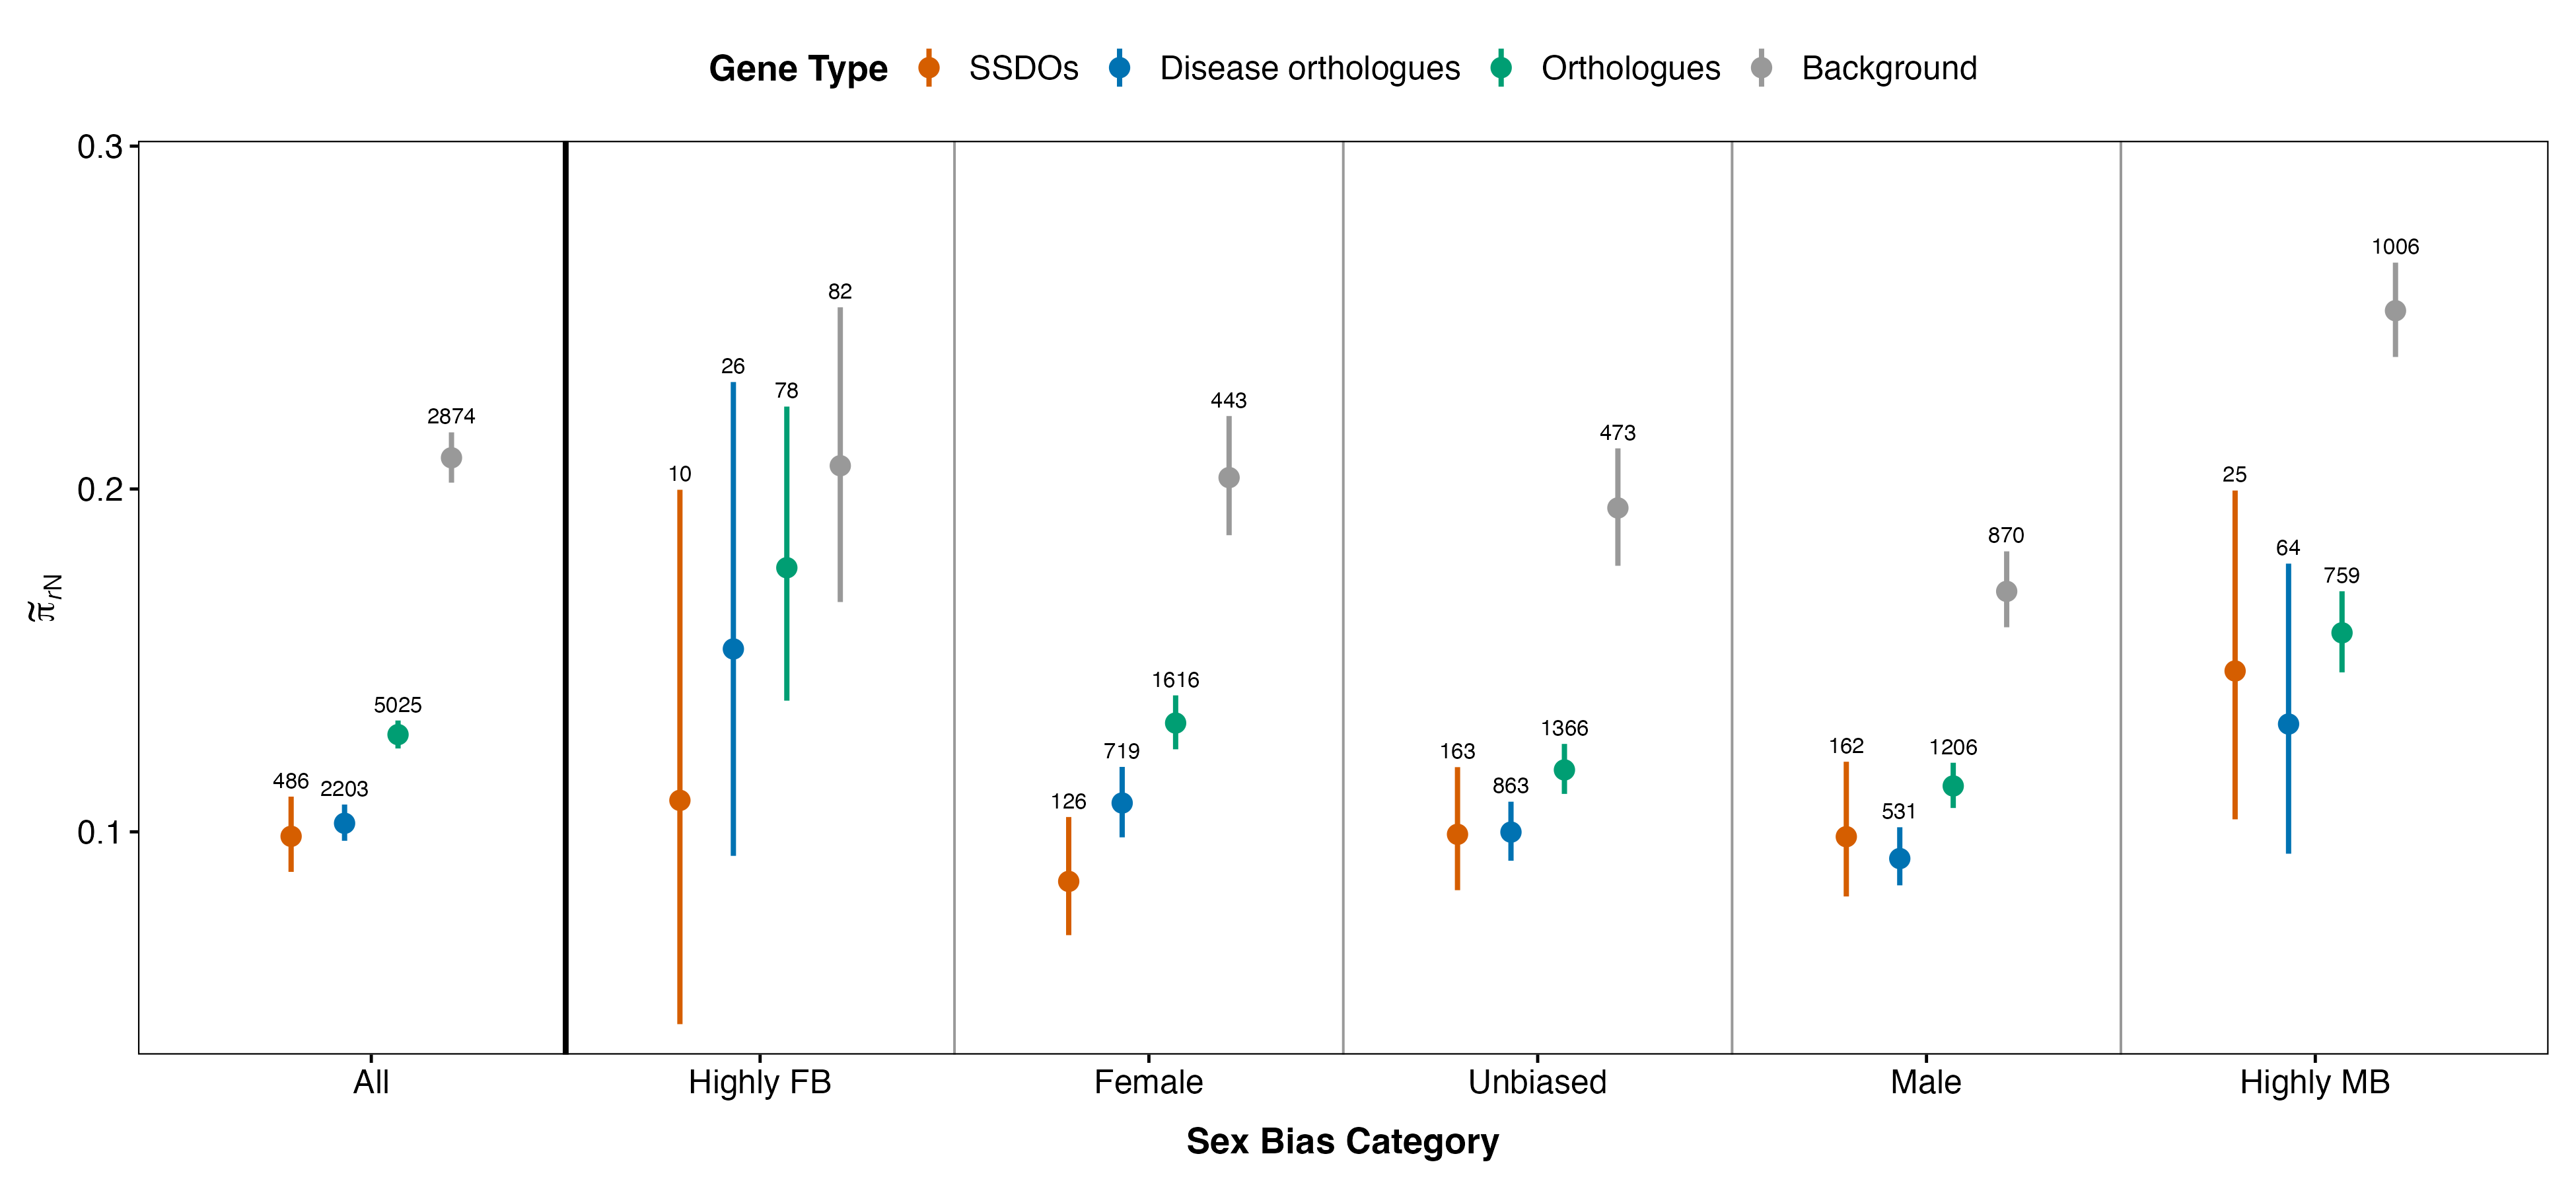 Gene Type SSDOs Disease orthologues Orthologues Background
0.3
0.2
0.1
π̃rN
486 2203 5025 2874
10 26 78 82
126 719 1616 443
163 863 1366 473
162 531 1206 870
25 64 759 1006
All Highly FB Female Unbiased Male Highly MB
Sex Bias Category